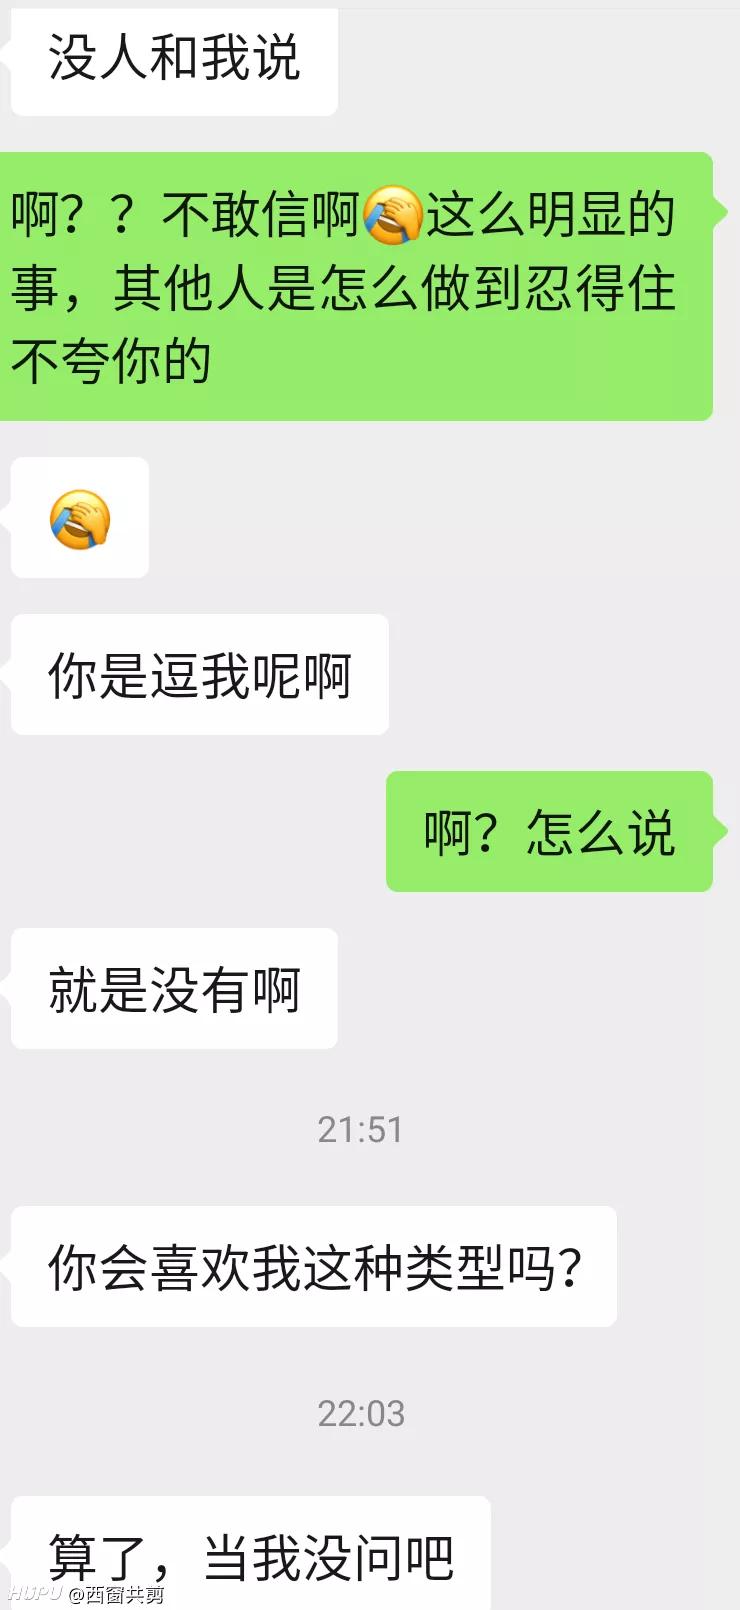 没人和我说
啊？？不敢信啊🤦这么明显的
事，其他人是怎么做到忍得住
不夸你的
你是逗我呢啊
啊？怎么说
就是没有啊
21:51
你会喜欢我这种类型吗？
22:03
算了，当我没问吧
HUPU @西窗共剪